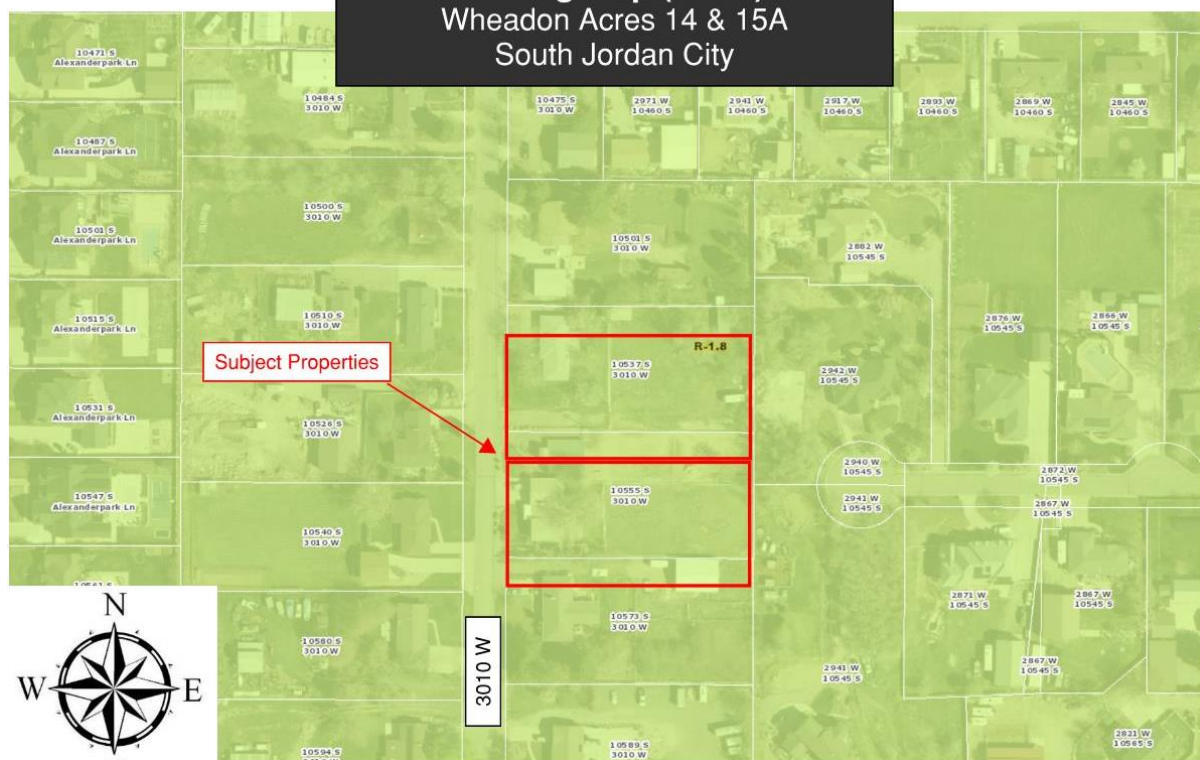 Wheadon Acres 14 & 15A
South Jordan City
10471 S
Alexanderpark Ln
10484 S
3010 W
10475 S
3010 W
2971 W
10460 S
2941 W
10460 S
2917 W
10460 S
2893 W
10460 S
2869 W
10460 S
2845 W
10460 S
10487 S
Alexanderpark Ln
10500 S
3010 W
10501 S
Alexanderpark Ln
10501 S
3010 W
2882 W
10545 S
10515 S
Alexanderpark Ln
10510 S
3010 W
2876 W
10545 S
2866 W
10545 S
R-1.8
Subject Properties
10537 S
3010 W
2942 W
10545 S
10531 S
Alexanderpark Ln
10526 S
3010 W
2940 W
10545 S
2872 W
10545 S
10547 S
Alexanderpark Ln
10555 S
3010 W
2941 W
10545 S
2867 W
10545 S
10540 S
3010 W
N
W
E
S
2871 W
10545 S
2867 W
10545 S
10573 S
3010 W
10580 S
3010 W
3010 W
2941 W
10545 S
2867 W
10545 S
10594 S
10589 S
3010 W
2821 W
10565 S